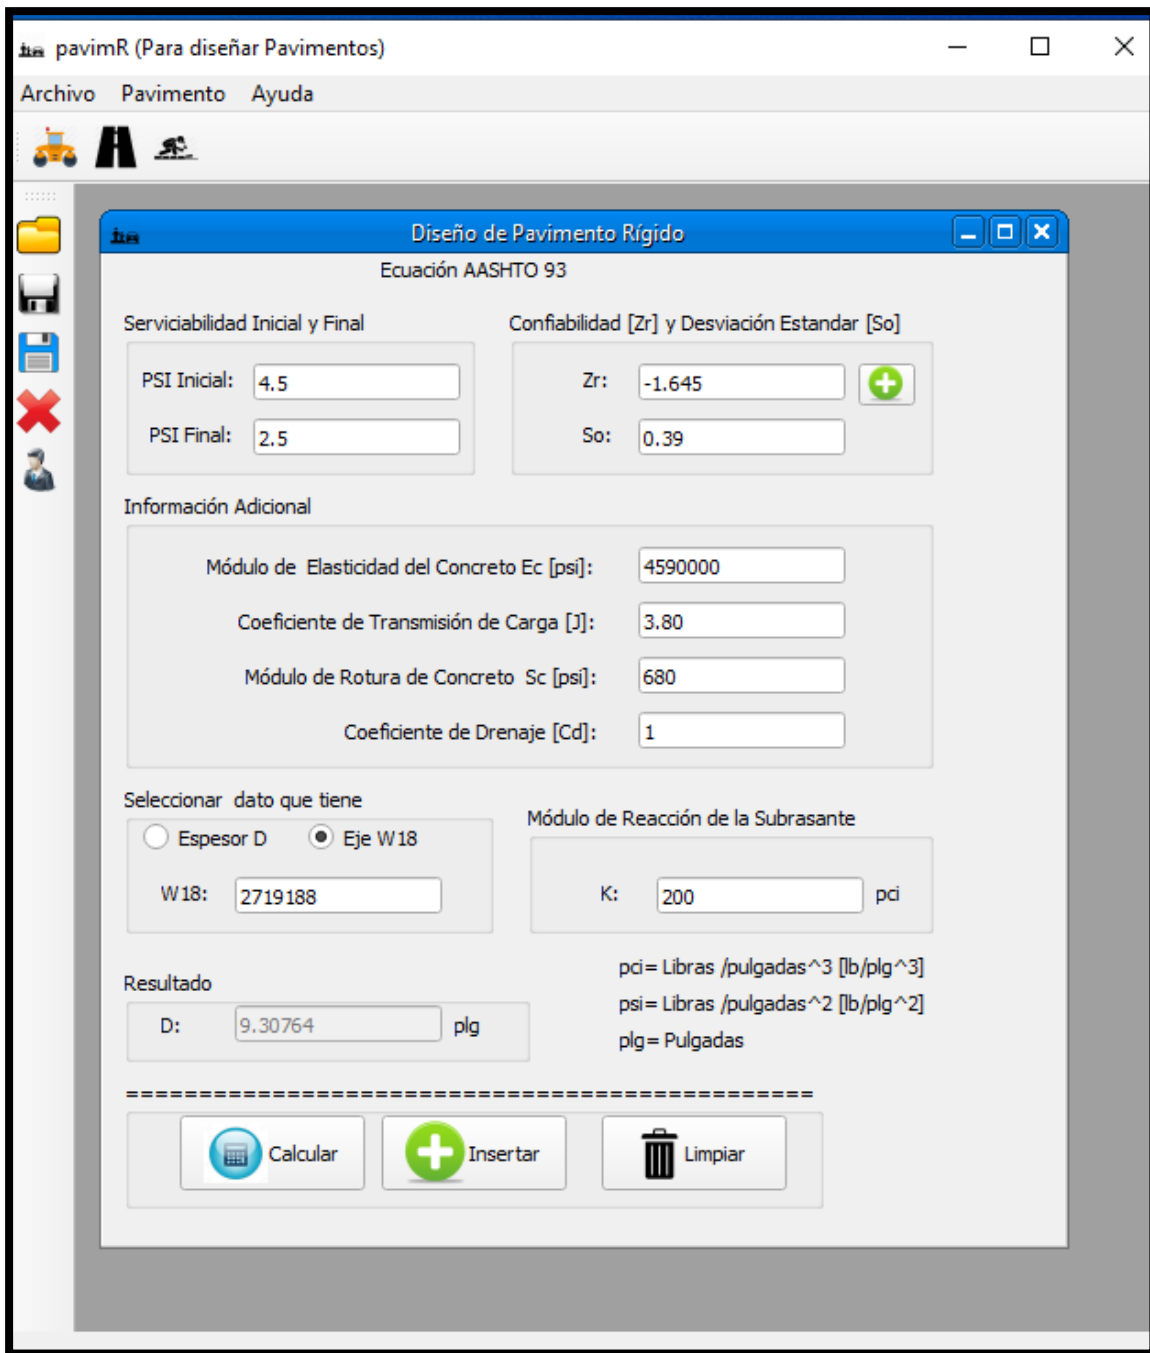 pavimR (Para diseñar Pavimentos)
Archivo Pavimento Ayuda
Diseño de Pavimento Rígido
Ecuación AASHTO 93
Serviciabilidad Inicial y Final
PSI Inicial: 4.5
PSI Final: 2.5
Confiabilidad [Zr] y Desviación Estandar [So]
Zr: -1.645
So: 0.39
Información Adicional
Módulo de Elasticidad del Concreto Ec [psi]: 4590000
Coeficiente de Transmisión de Carga [J]: 3.80
Módulo de Rotura de Concreto Sc [psi]: 680
Coeficiente de Drenaje [Cd]: 1
Seleccionar dato que tiene
Espesor D Eje W18
W18: 2719188
Módulo de Reacción de la Subrasante
K: 200 pci
Resultado
D: 9.30764 plg
pci= Libras /pulgadas^3 [lb/plg^3]
psi= Libras /pulgadas^2 [lb/plg^2]
plg= Pulgadas
===============================================
Calcular Insertar Limpiar